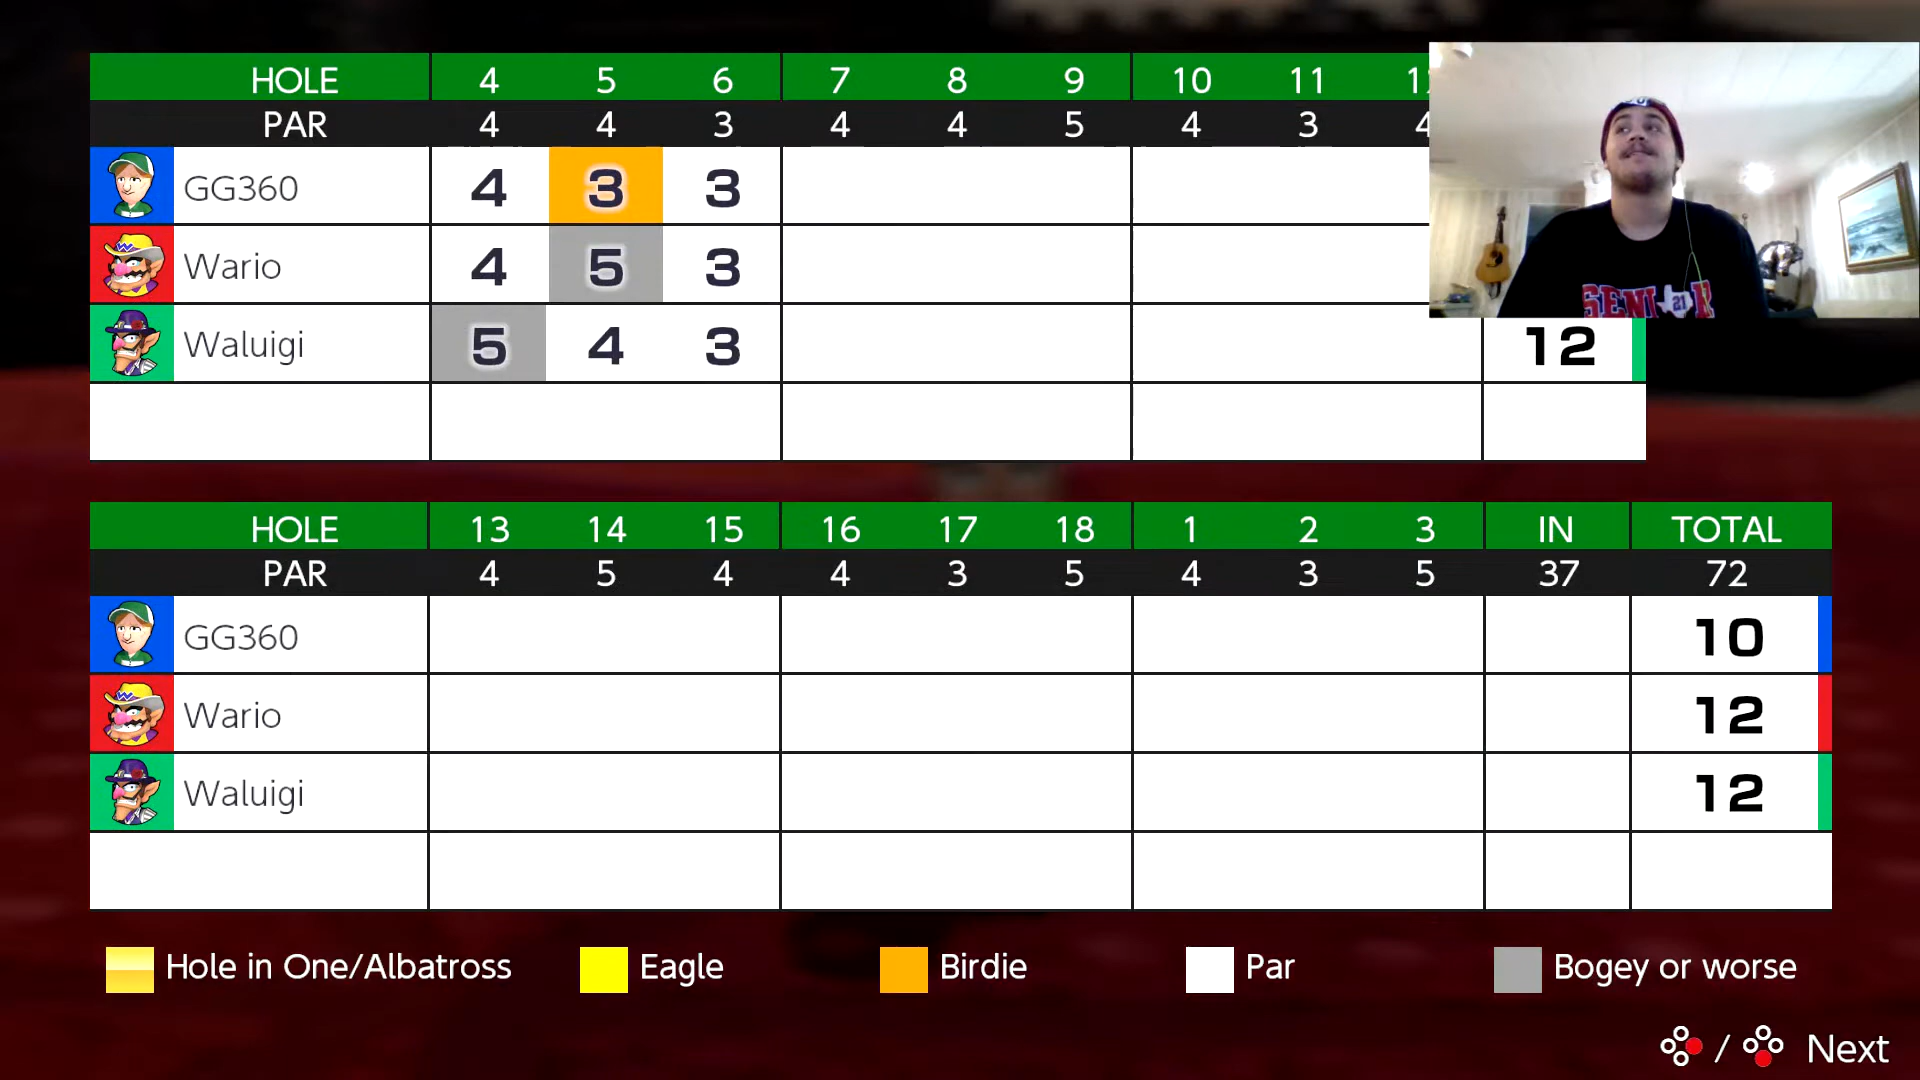 HOLE 4 5 6 7 8 9 10 11
PAR 4 4 3 4 4 5 4 3 4
GG360 4 3 3
Wario 4 5 3
Waluigi 5 4 3 12
SENIOR
21
HOLE 13 14 15 16 17 18 1 2 3 IN TOTAL
PAR 4 5 4 4 3 5 4 3 5 37 72
GG360 10
Wario 12
Waluigi 12
Hole in One/Albatross Eagle Birdie Par Bogey or worse
/ Next